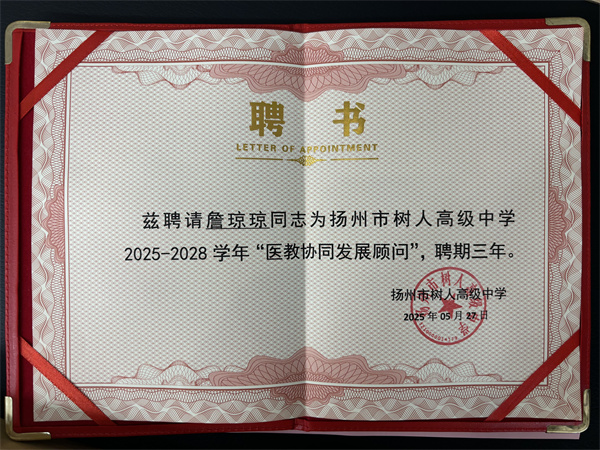 聘 书
LETTER OF APPOINTMENT
兹聘请詹琼琼同志为扬州市树人高级中学
2025-2028 学年“医教协同发展顾问”，聘期三年。
扬州市树人高级中学
2025 年 05 月 27 日